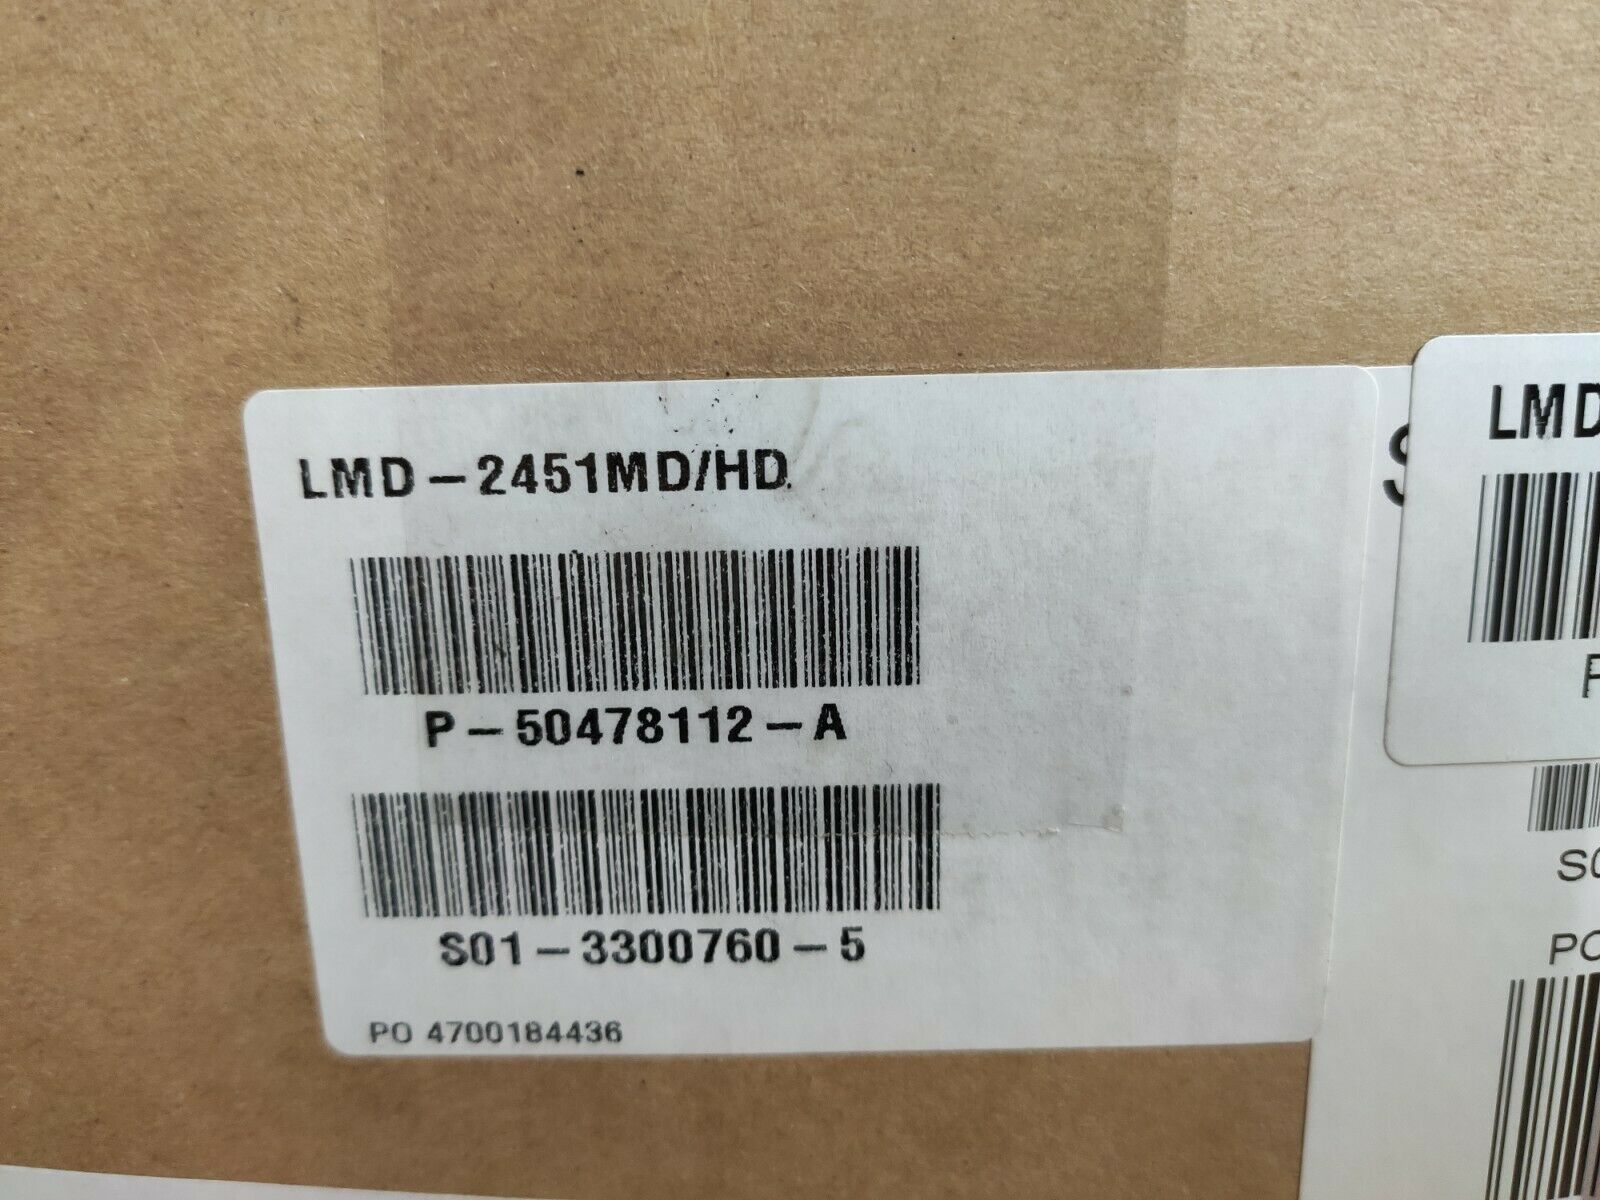 LMD-2451MD/HD
P-50478112-A
S01-3300760-5
PO 4700184436
LMD